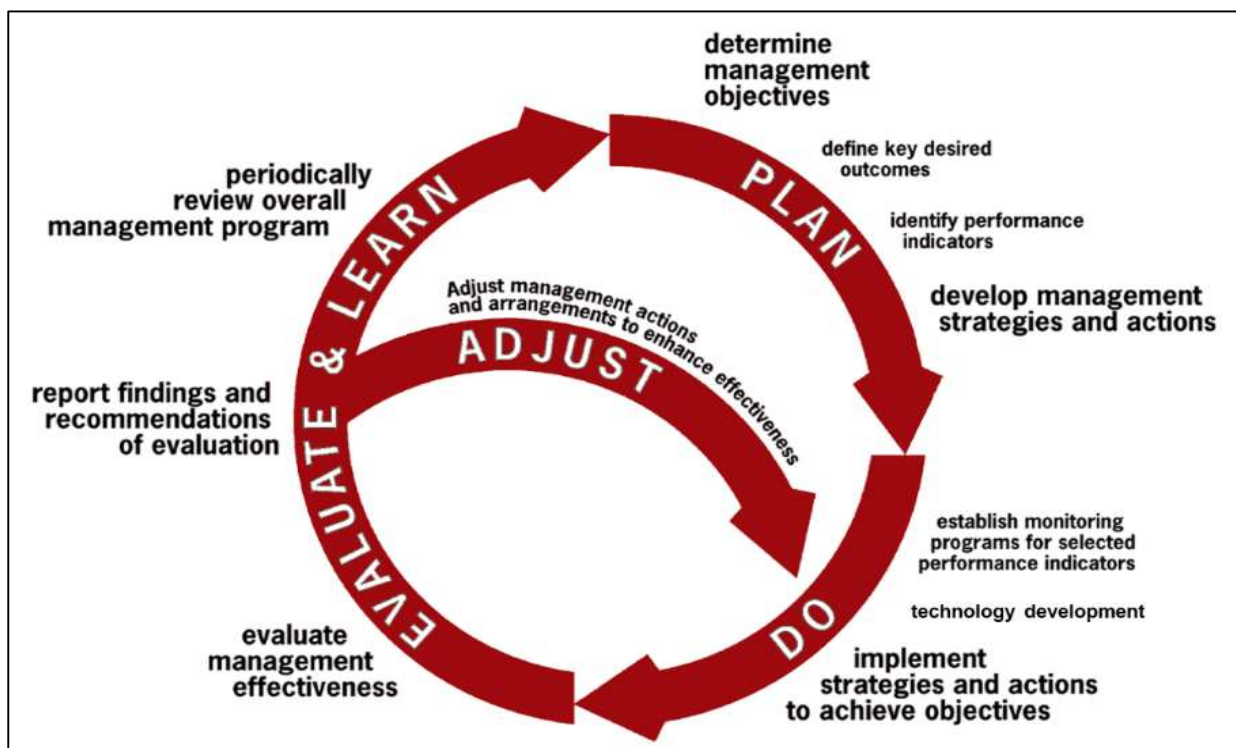 determine
management
objectives
define key desired
outcomes
PLAN
identify performance
indicators
develop management
strategies and actions
establish monitoring
programs for selected
performance indicators
technology development
DO
implement
strategies and actions
to achieve objectives
evaluate
management
effectiveness
EVALUATE & LEARN
report findings and
recommendations
of evaluation
periodically
review overall
management program
Adjust management actions
and arrangements to enhance effectiveness
ADJUST